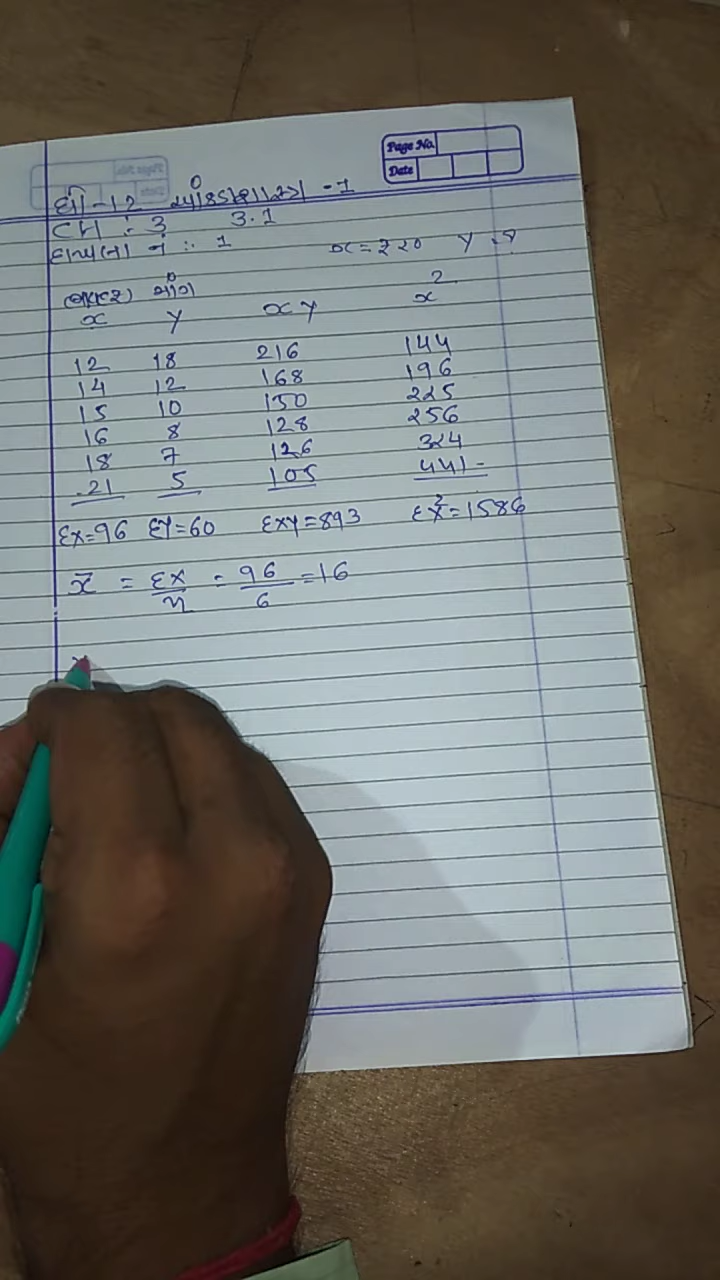 Page No.
Date
ધો-12 આંકડાશાસ્ત્ર -1
CH : 3 3.1
દાખલા નં :. 1 x = ₹20 Y = ?
x Y xY x²
12 18 216 144
14 12 168 196
15 10 150 225
16 8 128 256
18 7 126 324
21 5 105 441
Σx=96 ΣY=60 ΣxY=893 Σx²=1586
x̄ = Σx/n = 96/6 = 16